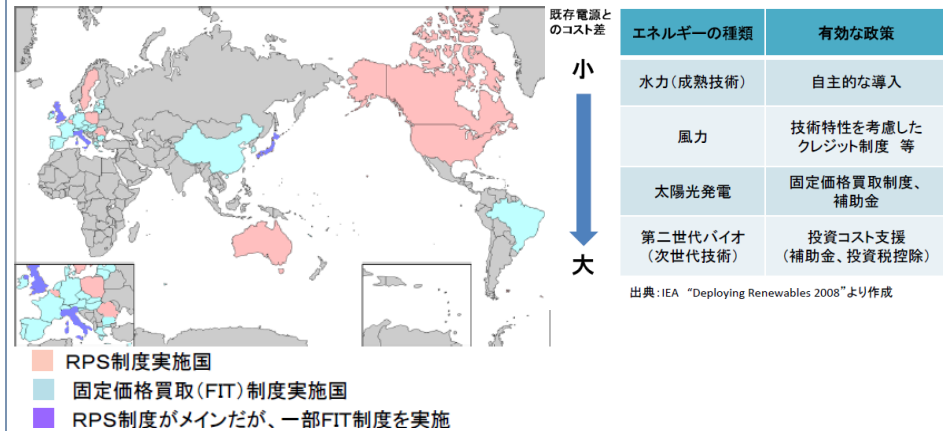 既存電源と
のコスト差
小
大
エネルギーの種類
有効な政策
水力(成熟技術)
自主的な導入
風力
技術特性を考慮した
クレジット制度 等
太陽光発電
固定価格買取制度、
補助金
第二世代バイオ
(次世代技術)
投資コスト支援
(補助金、投資税控除)
出典:IEA “Deploying Renewables 2008”より作成
RPS制度実施国
固定価格買取(FIT)制度実施国
RPS制度がメインだが、一部FIT制度を実施